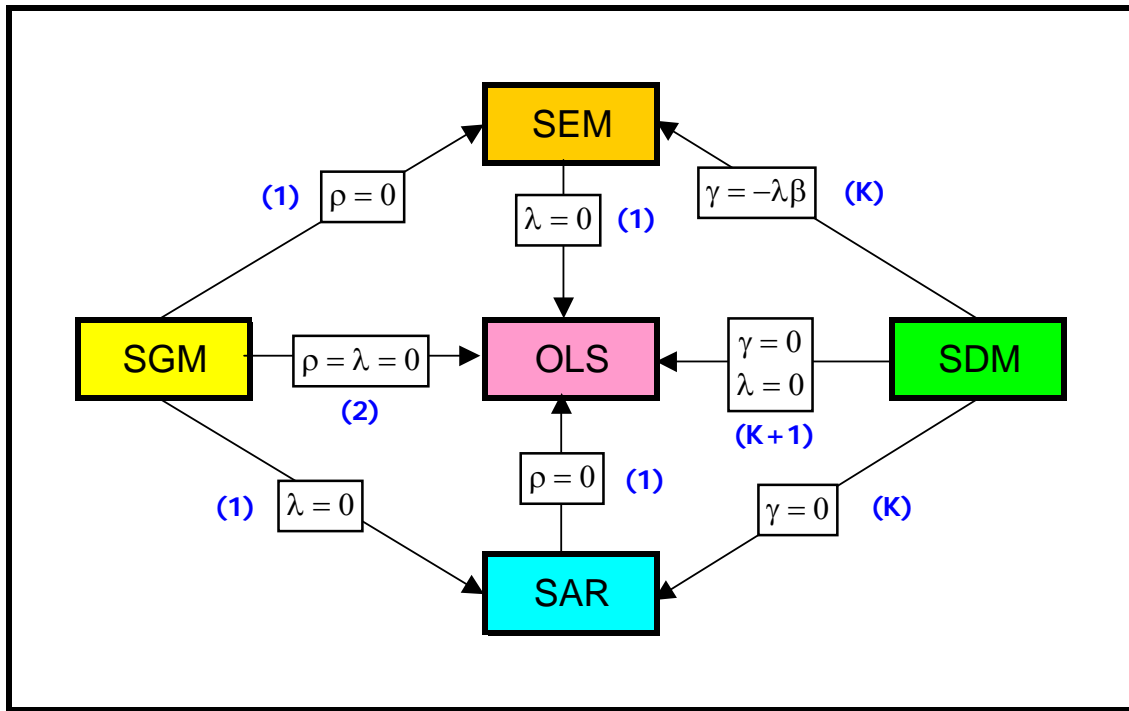 SEM
(1)
ρ = 0
λ = 0
(1)
γ = −λβ
(K)
SGM
ρ = λ = 0
(2)
OLS
γ = 0
λ = 0
(K+1)
SDM
(1)
λ = 0
ρ = 0
(1)
γ = 0
(K)
SAR